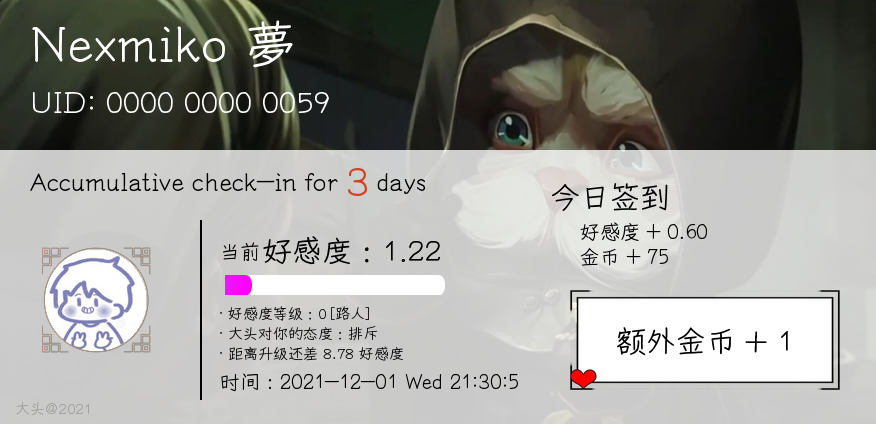 Nexmiko 夢
UID: 0000 0000 0059
Accumulative check-in for 3 days
当前好感度：1.22
·好感度等级：0[路人]
·大头对你的态度：排斥
·距离升级还差 8.78 好感度
时间：2021-12-01 Wed 21:30:5
今日签到
好感度 + 0.60
金币 + 75
额外金币 + 1
大头@2021